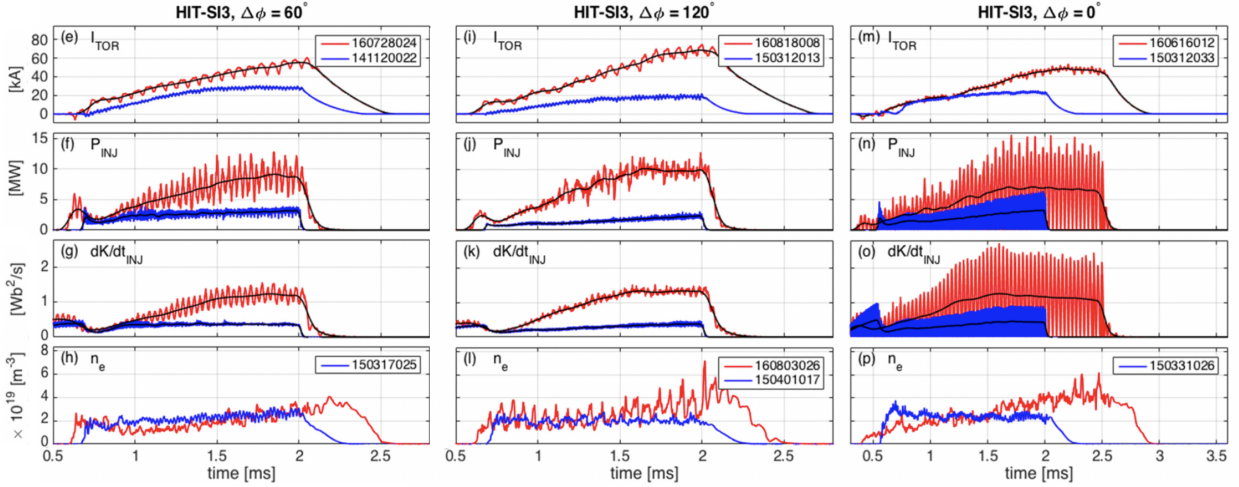 HIT-SI3, Δϕ = 60°
HIT-SI3, Δϕ = 120°
HIT-SI3, Δϕ = 0°
(e) I_TOR
160728024
141120022
80
60
40
20
0
[kA]
(i) I_TOR
160818008
150312013
(m) I_TOR
160616012
150312033
(f) P_INJ
15
10
5
0
[MW]
(j) P_INJ
(n) P_INJ
(g) dK/dt_INJ
2
1
0
[Wb²/s]
(k) dK/dt_INJ
(o) dK/dt_INJ
(h) n_e
150317025
8
6
4
2
0
× 10¹⁹ [m⁻³]
(l) n_e
160803026
150401017
(p) n_e
150331026
0.5 1 1.5 2 2.5
time [ms]
0.5 1 1.5 2 2.5
time [ms]
0.5 1 1.5 2 2.5 3 3.5
time [ms]